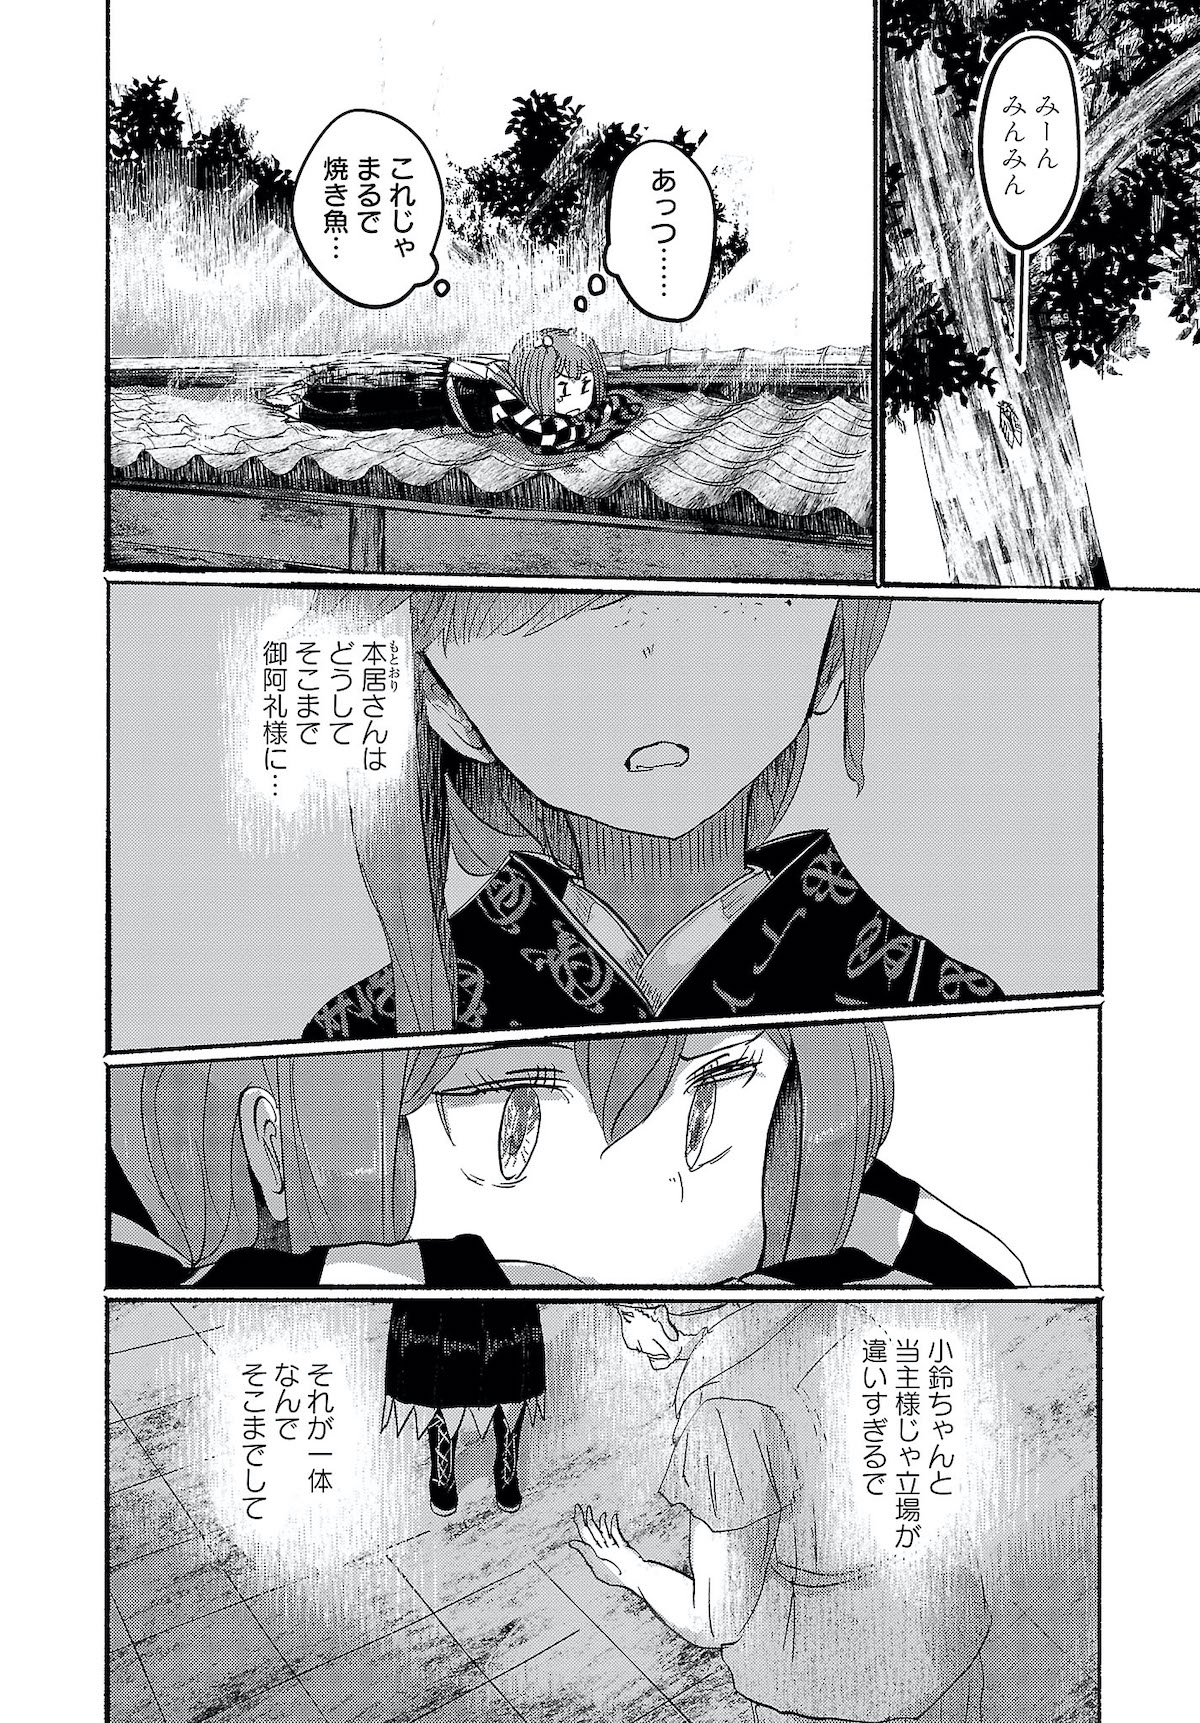 みーん
みんみん
あっつ……
これじゃ
まるで
焼き魚…
本居さんは
もとおり
どうして
そこまで
御阿礼様に…
小鈴ちゃんと
当主様じゃ立場が
違いすぎるで
それが一体
なんで
そこまでして